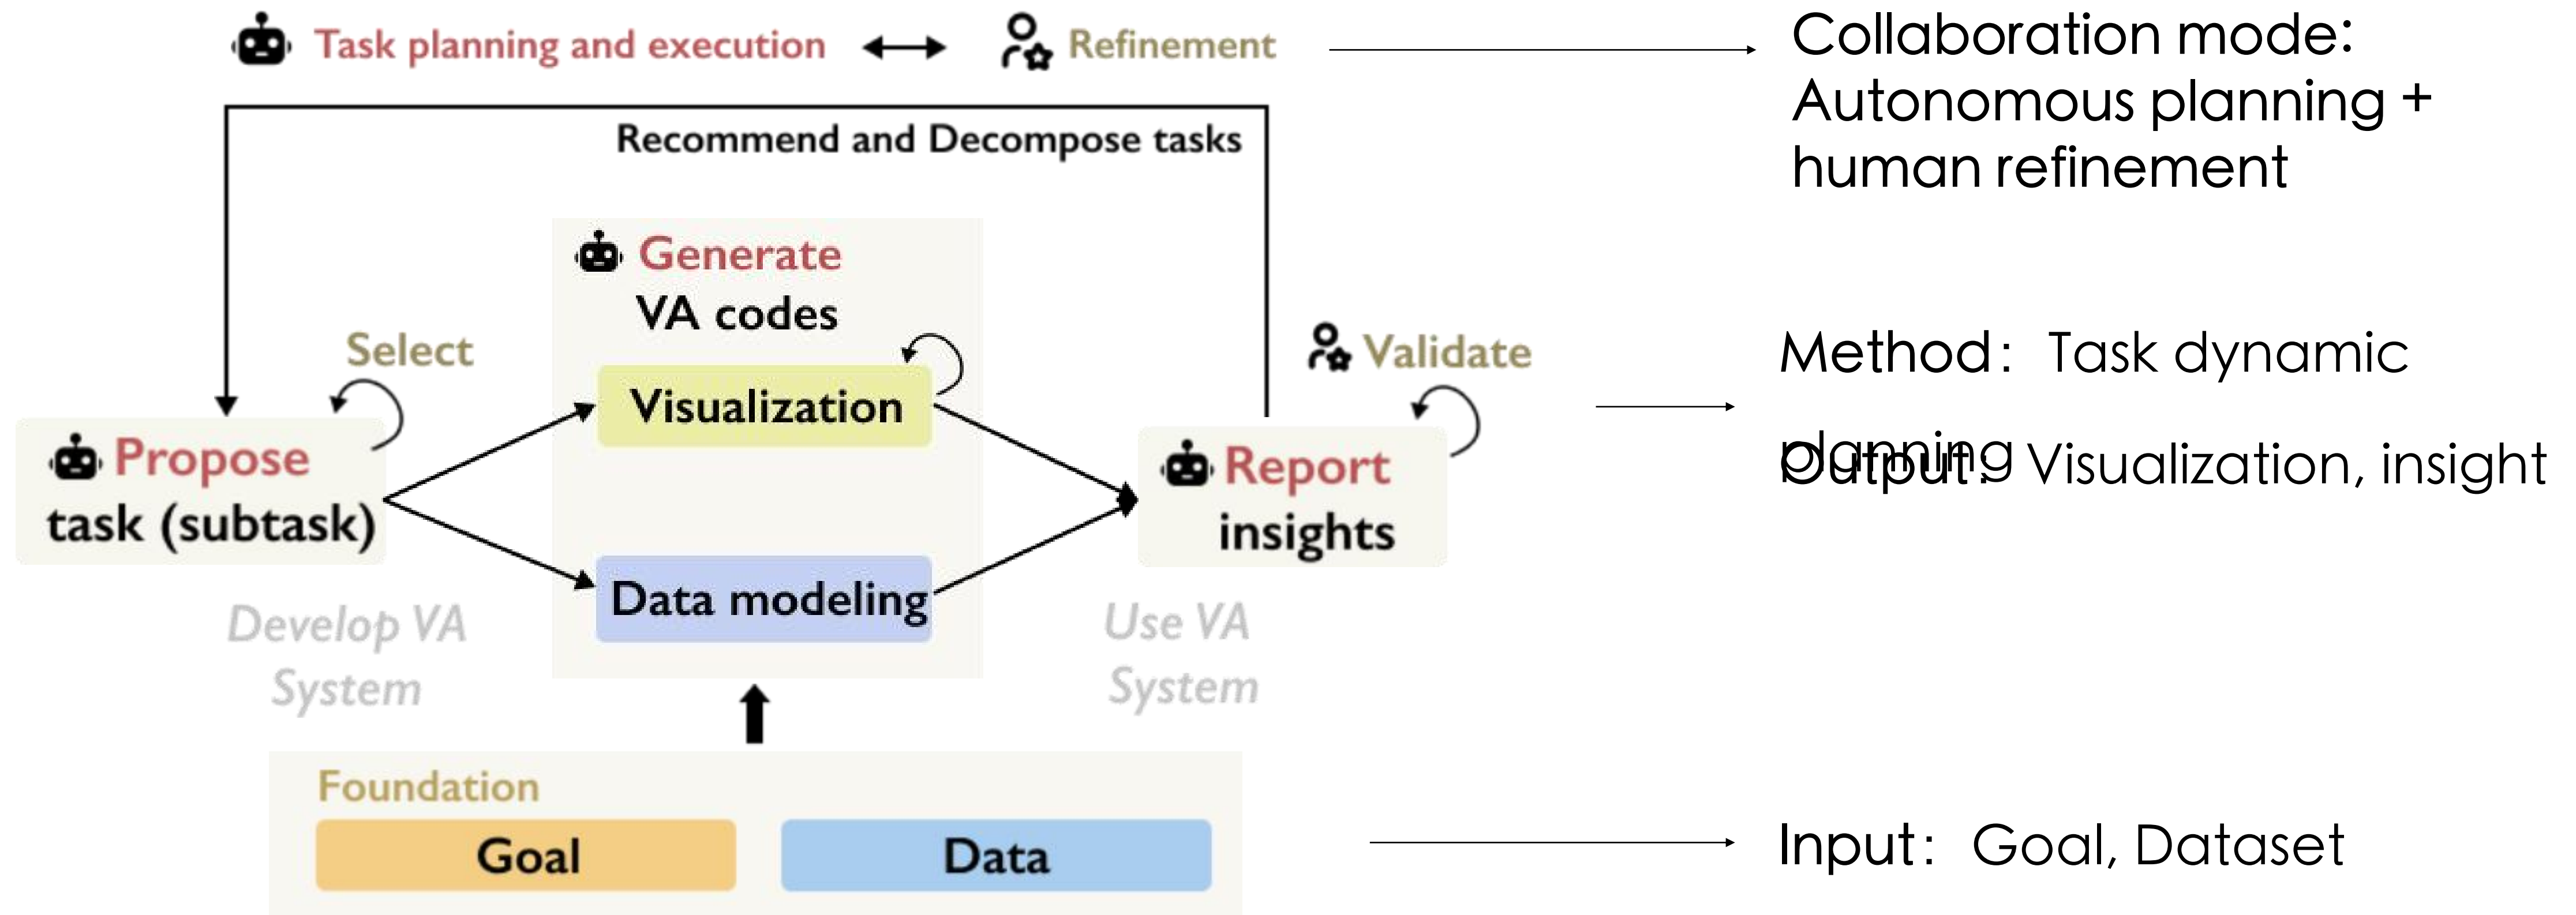 Task planning and execution
Refinement
Collaboration mode:
Autonomous planning +
human refinement
Recommend and Decompose tasks
Generate
VA codes
Select
Validate
Visualization
Propose
task (subtask)
Report
insights
Data modeling
Develop VA
System
Use VA
System
Method: Task dynamic
planning
Output: Visualization, insight
Foundation
Goal
Data
Input: Goal, Dataset